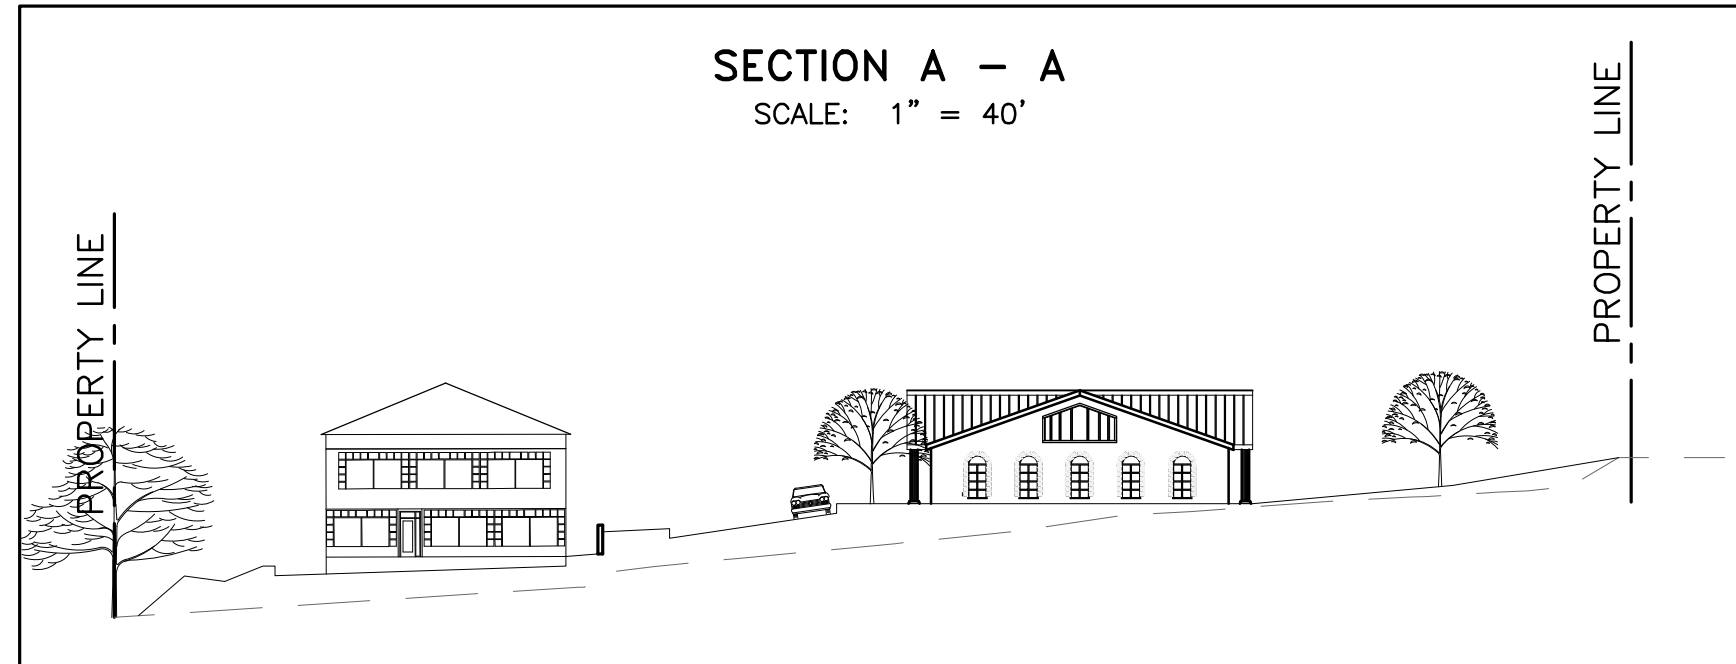 SECTION A - A
SCALE: 1" = 40'
PROPERTY LINE
PROPERTY LINE